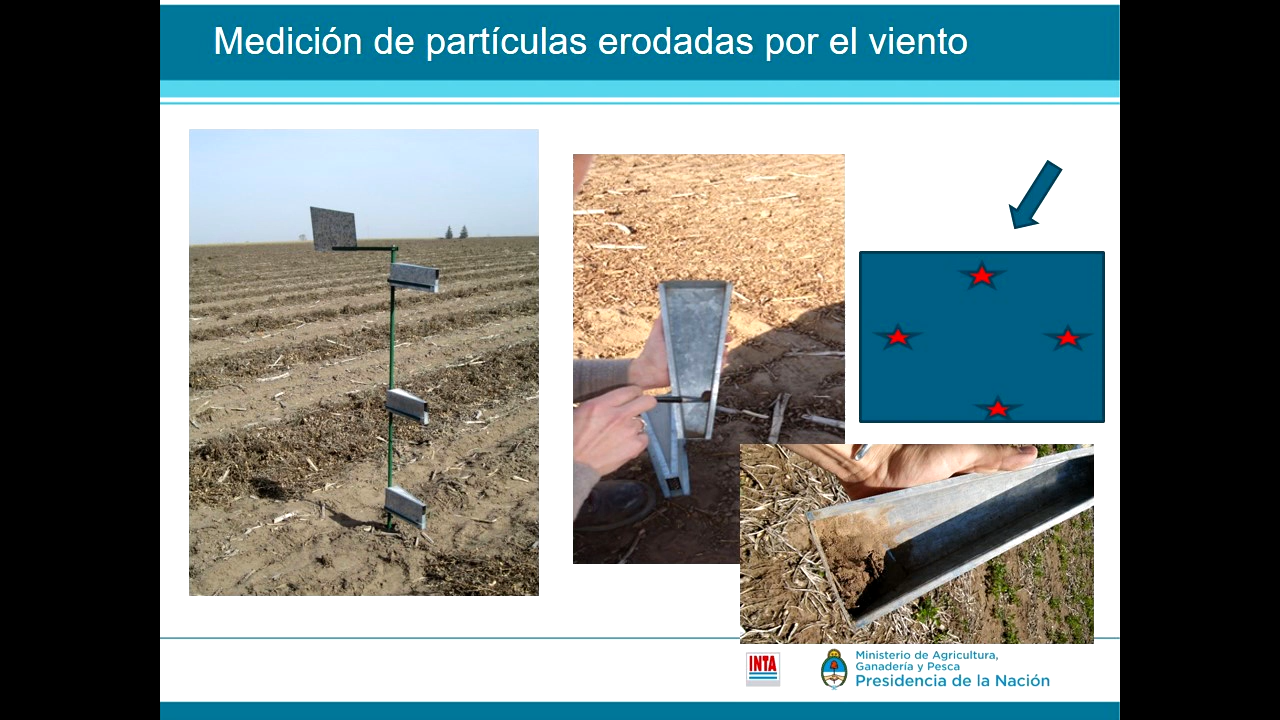 Medición de partículas erodadas por el viento
INTA
Ministerio de Agricultura,
Ganadería y Pesca
Presidencia de la Nación